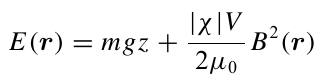 E(r) = mgz + |χ|V / 2μ₀ B²(r)